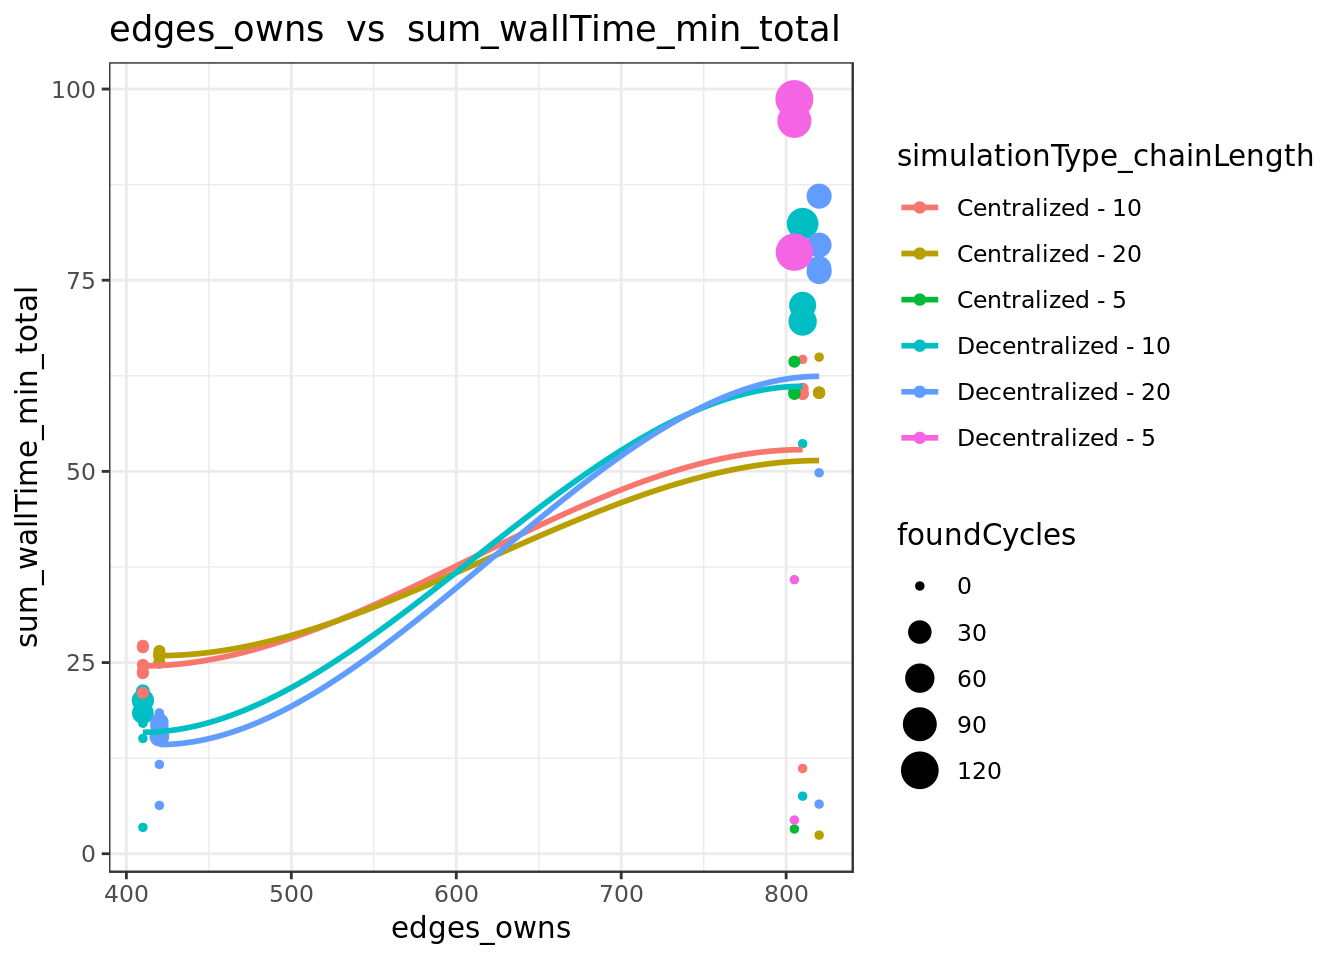 edges_owns  vs  sum_wallTime_min_total
100
75
50
25
0
sum_wallTime_min_total
400 500 600 700 800
edges_owns
simulationType_chainLength
Centralized - 10
Centralized - 20
Centralized - 5
Decentralized - 10
Decentralized - 20
Decentralized - 5
foundCycles
0
30
60
90
120